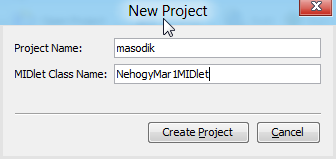 New Project
Project Name: masodik
MIDlet Class Name: NehogyMar1MIDlet
Create Project Cancel